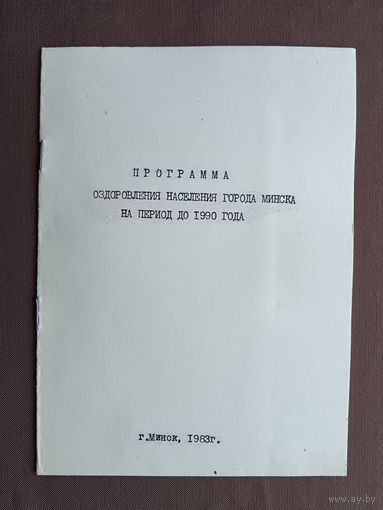 ПРОГРАММА
ОЗДОРОВЛЕНИЯ НАСЕЛЕНИЯ ГОРОДА МИНСКА
НА ПЕРИОД ДО 1990 ГОДА
г.Минск, 1983г.
www.ay.by